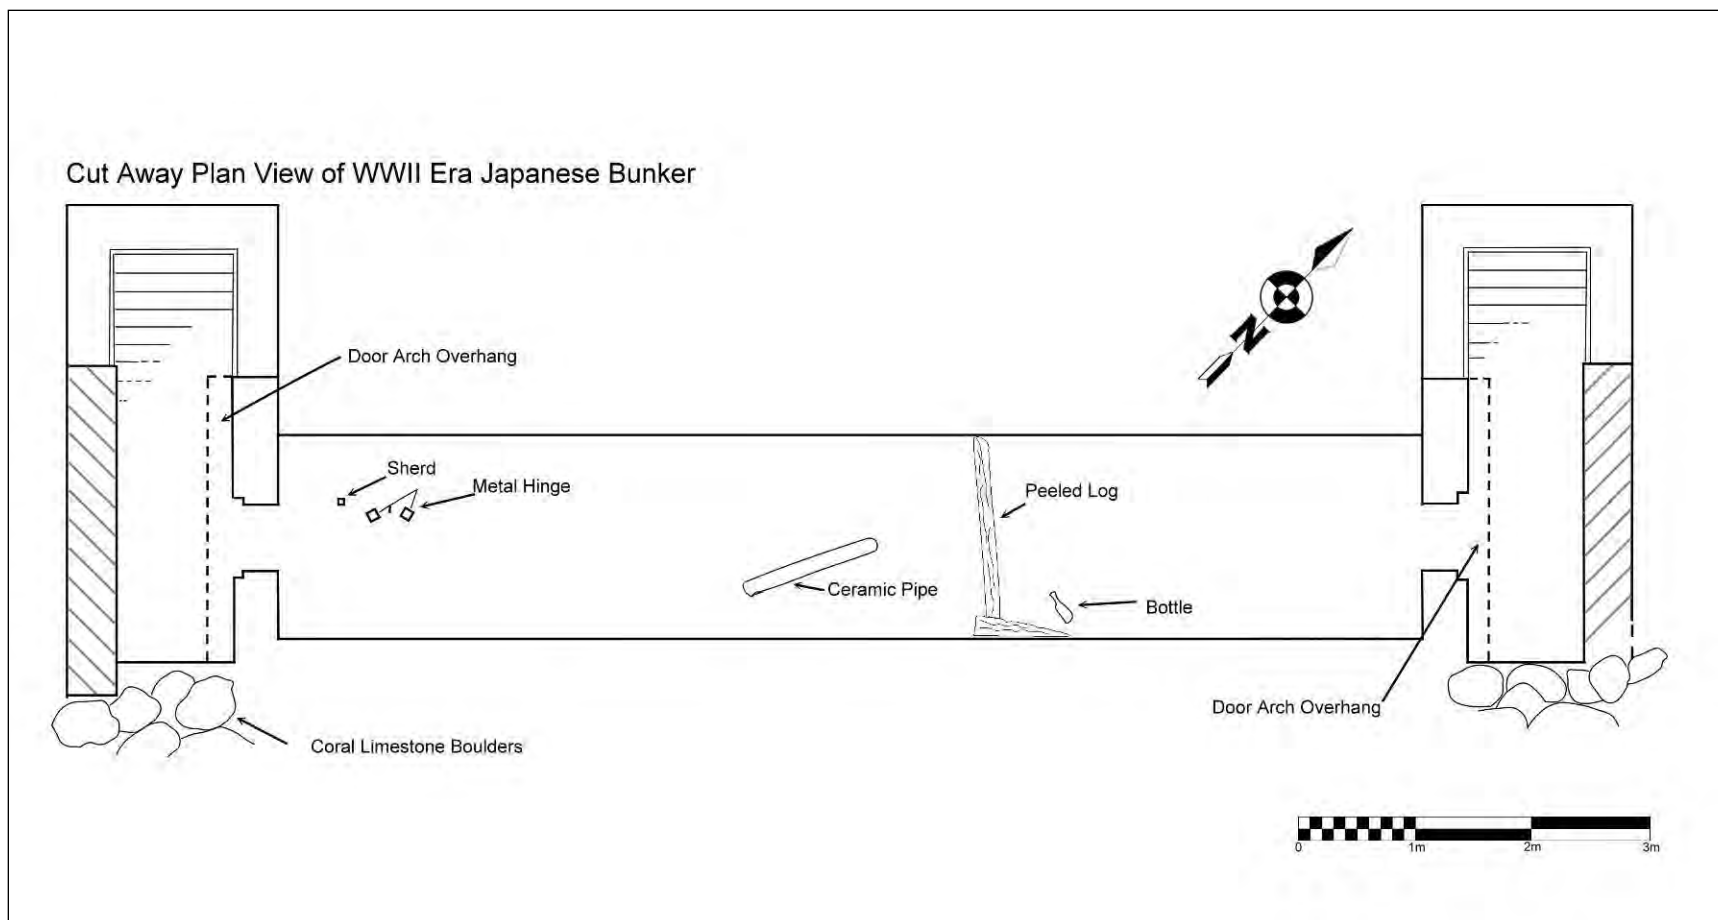 Cut Away Plan View of WWII Era Japanese Bunker
N
Door Arch Overhang
Sherd
Metal Hinge
Peeled Log
Ceramic Pipe
Bottle
Door Arch Overhang
Coral Limestone Boulders
0 1m 2m 3m